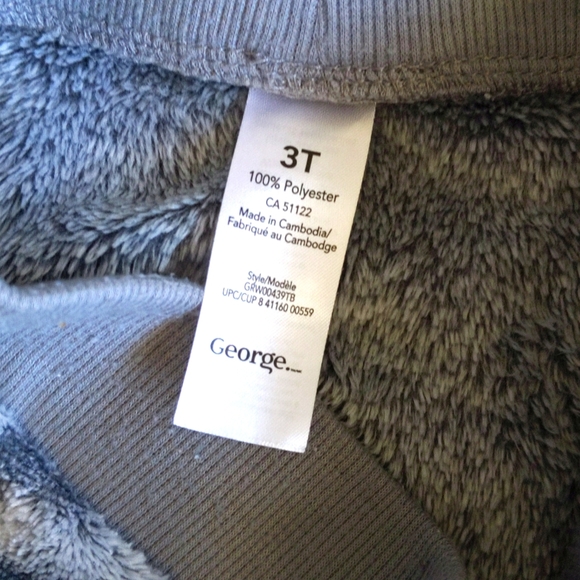 3T
100% Polyester
CA 51122
Made in Cambodia/
Fabriqué au Cambodge
Style/Modèle
GRW00439TB
UPC/CUP 8 41160 00559
George.